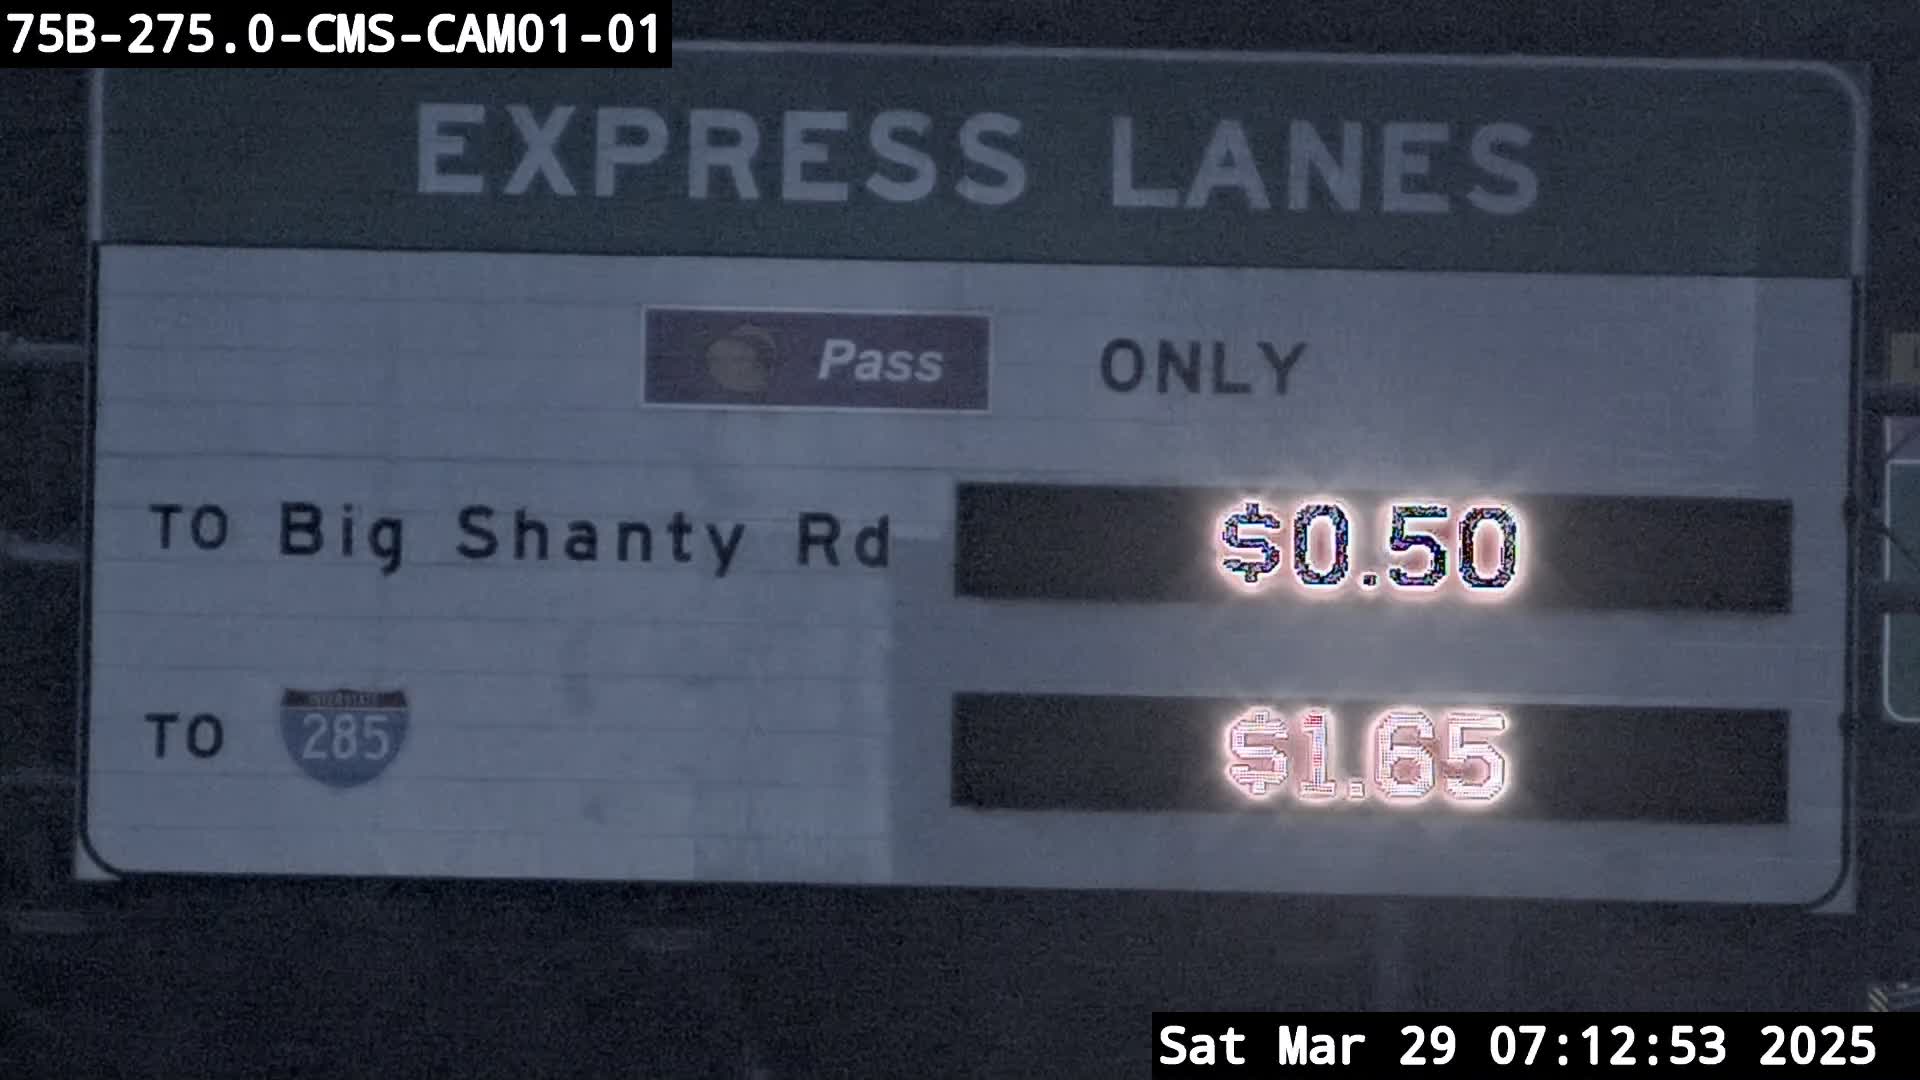 75B-275.0-CMS-CAM01-01
EXPRESS LANES
Pass ONLY
TO Big Shanty Rd $0.50
INTERSTATE
TO 285 $1.65
Sat Mar 29 07:12:53 2025